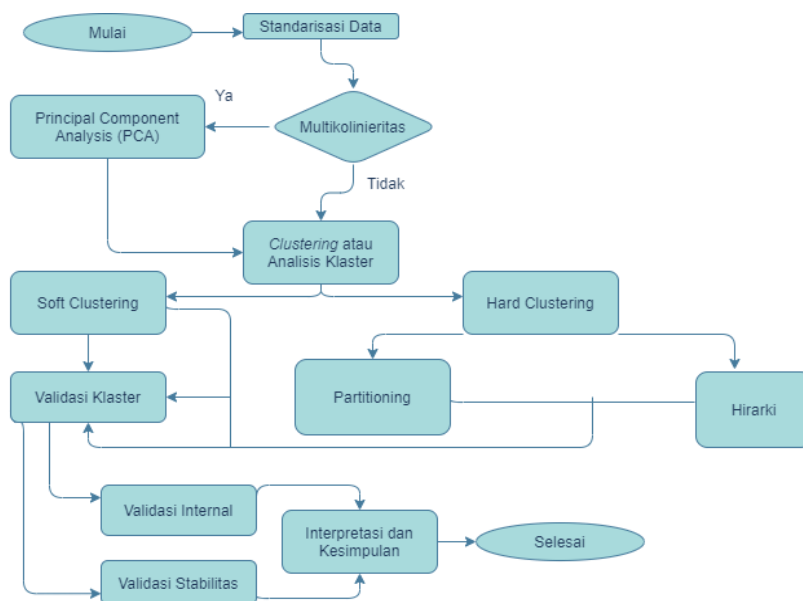 Mulai
Standarisasi Data
Ya
Principal Component
Analysis (PCA)
Multikolinieritas
Tidak
Clustering atau
Analisis Klaster
Soft Clustering
Hard Clustering
Validasi Klaster
Partitioning
Hirarki
Validasi Internal
Interpretasi dan
Kesimpulan
Selesai
Validasi Stabilitas